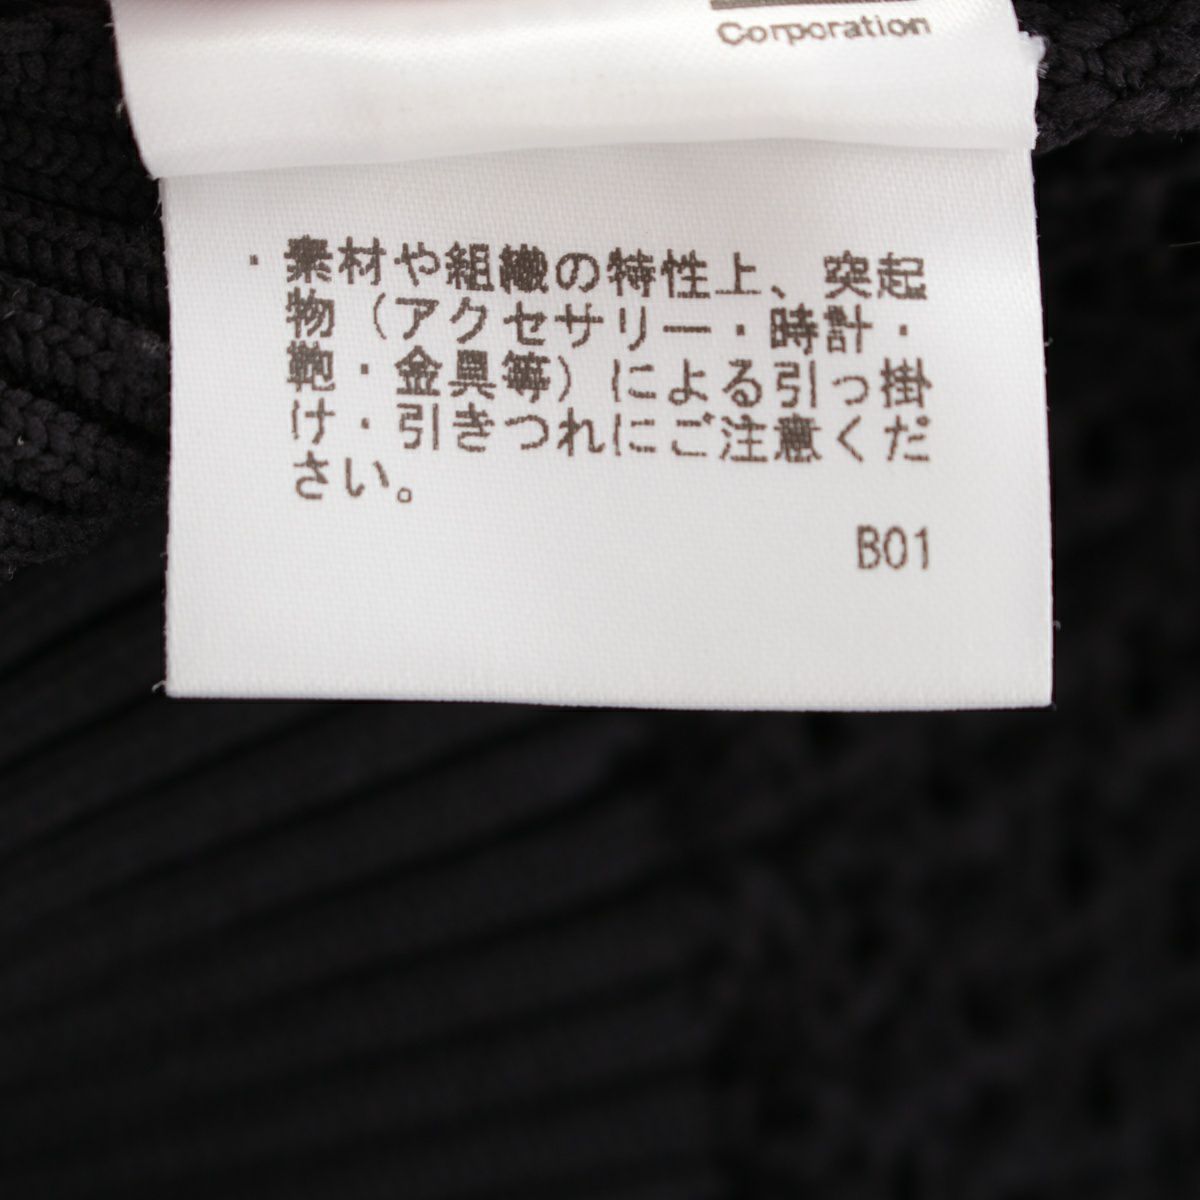 Corporation
・素材や組織の特性上、突起
物（アクセサリー・時計・
鞄・金具等）による引っ掛
け・引きつれにご注意くだ
さい。
B01